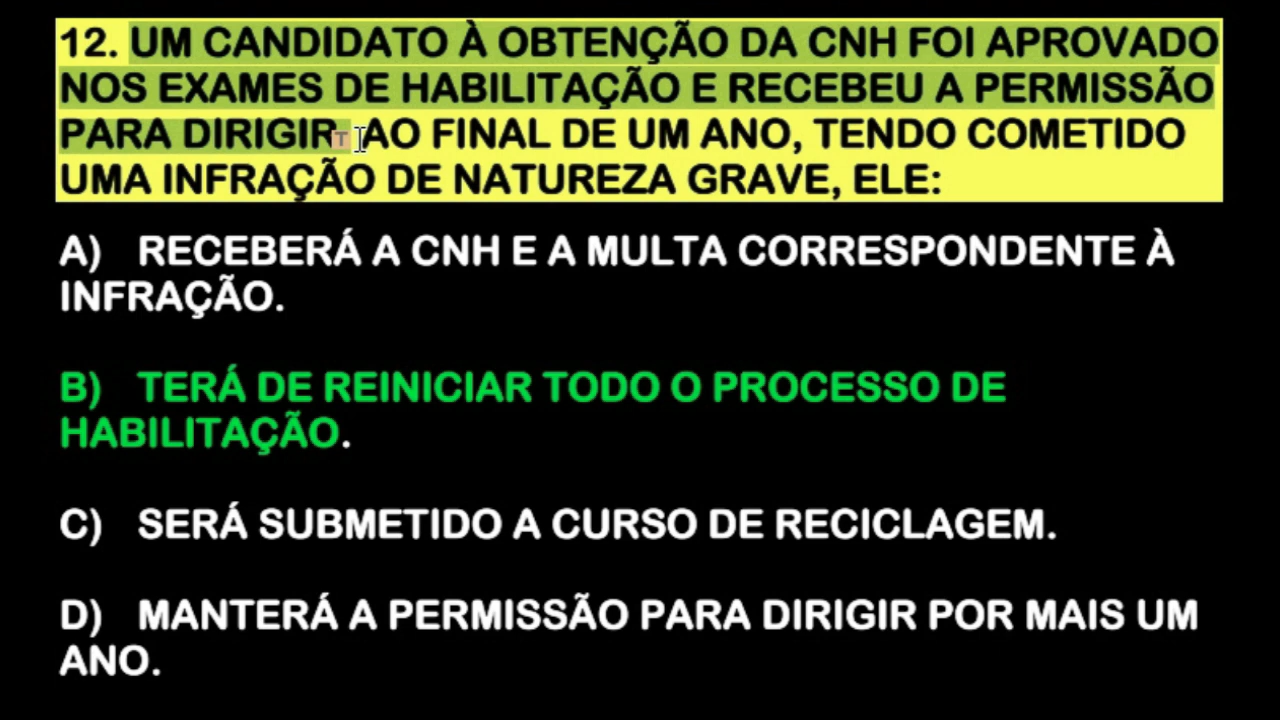 12. UM CANDIDATO À OBTENÇÃO DA CNH FOI APROVADO
NOS EXAMES DE HABILITAÇÃO E RECEBEU A PERMISSÃO
PARA DIRIGIR. AO FINAL DE UM ANO, TENDO COMETIDO
UMA INFRAÇÃO DE NATUREZA GRAVE, ELE:
A) RECEBERÁ A CNH E A MULTA CORRESPONDENTE À
INFRAÇÃO.
B) TERÁ DE REINICIAR TODO O PROCESSO DE
HABILITAÇÃO.
C) SERÁ SUBMETIDO A CURSO DE RECICLAGEM.
D) MANTERÁ A PERMISSÃO PARA DIRIGIR POR MAIS UM
ANO.